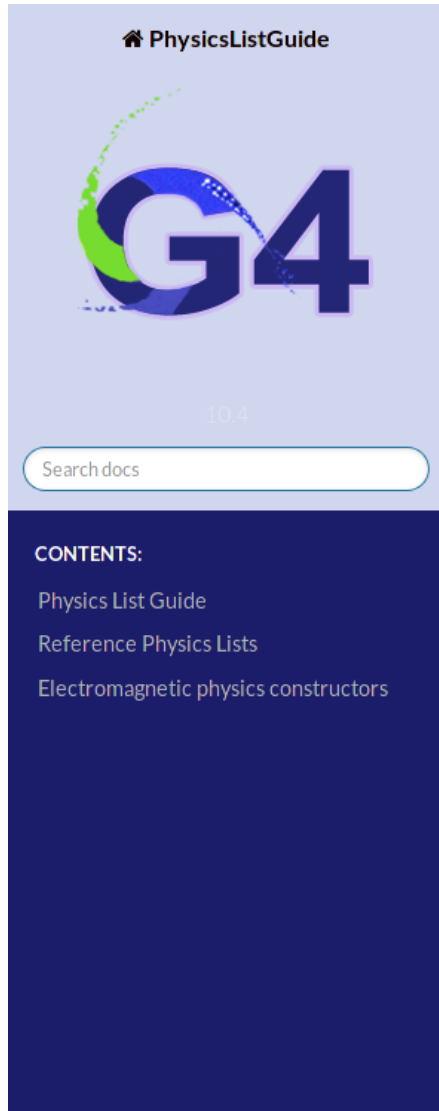 PhysicsListGuide
G4
10.4
Search docs
CONTENTS:
Physics List Guide
Reference Physics Lists
Electromagnetic physics constructors